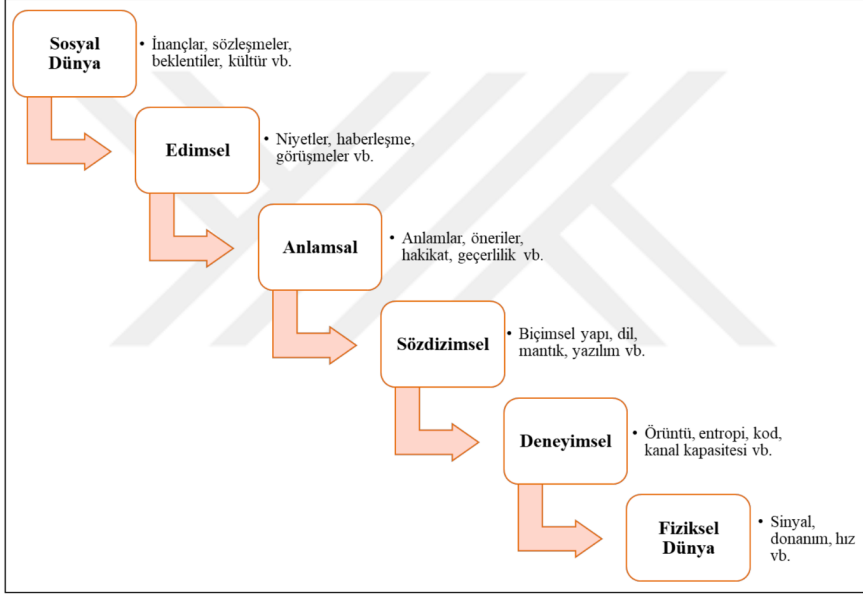 Sosyal
Dünya
• İnançlar, sözleşmeler,
beklentiler, kültür vb.
Edimsel
• Niyetler, haberleşme,
görüşmeler vb.
Anlamsal
• Anlamlar, öneriler,
hakikat, geçerlilik vb.
Sözdizimsel
• Biçimsel yapı, dil,
mantık, yazılım vb.
Deneyimsel
• Örüntü, entropi, kod,
kanal kapasitesi vb.
Fiziksel
Dünya
• Sinyal,
donanım, hız
vb.